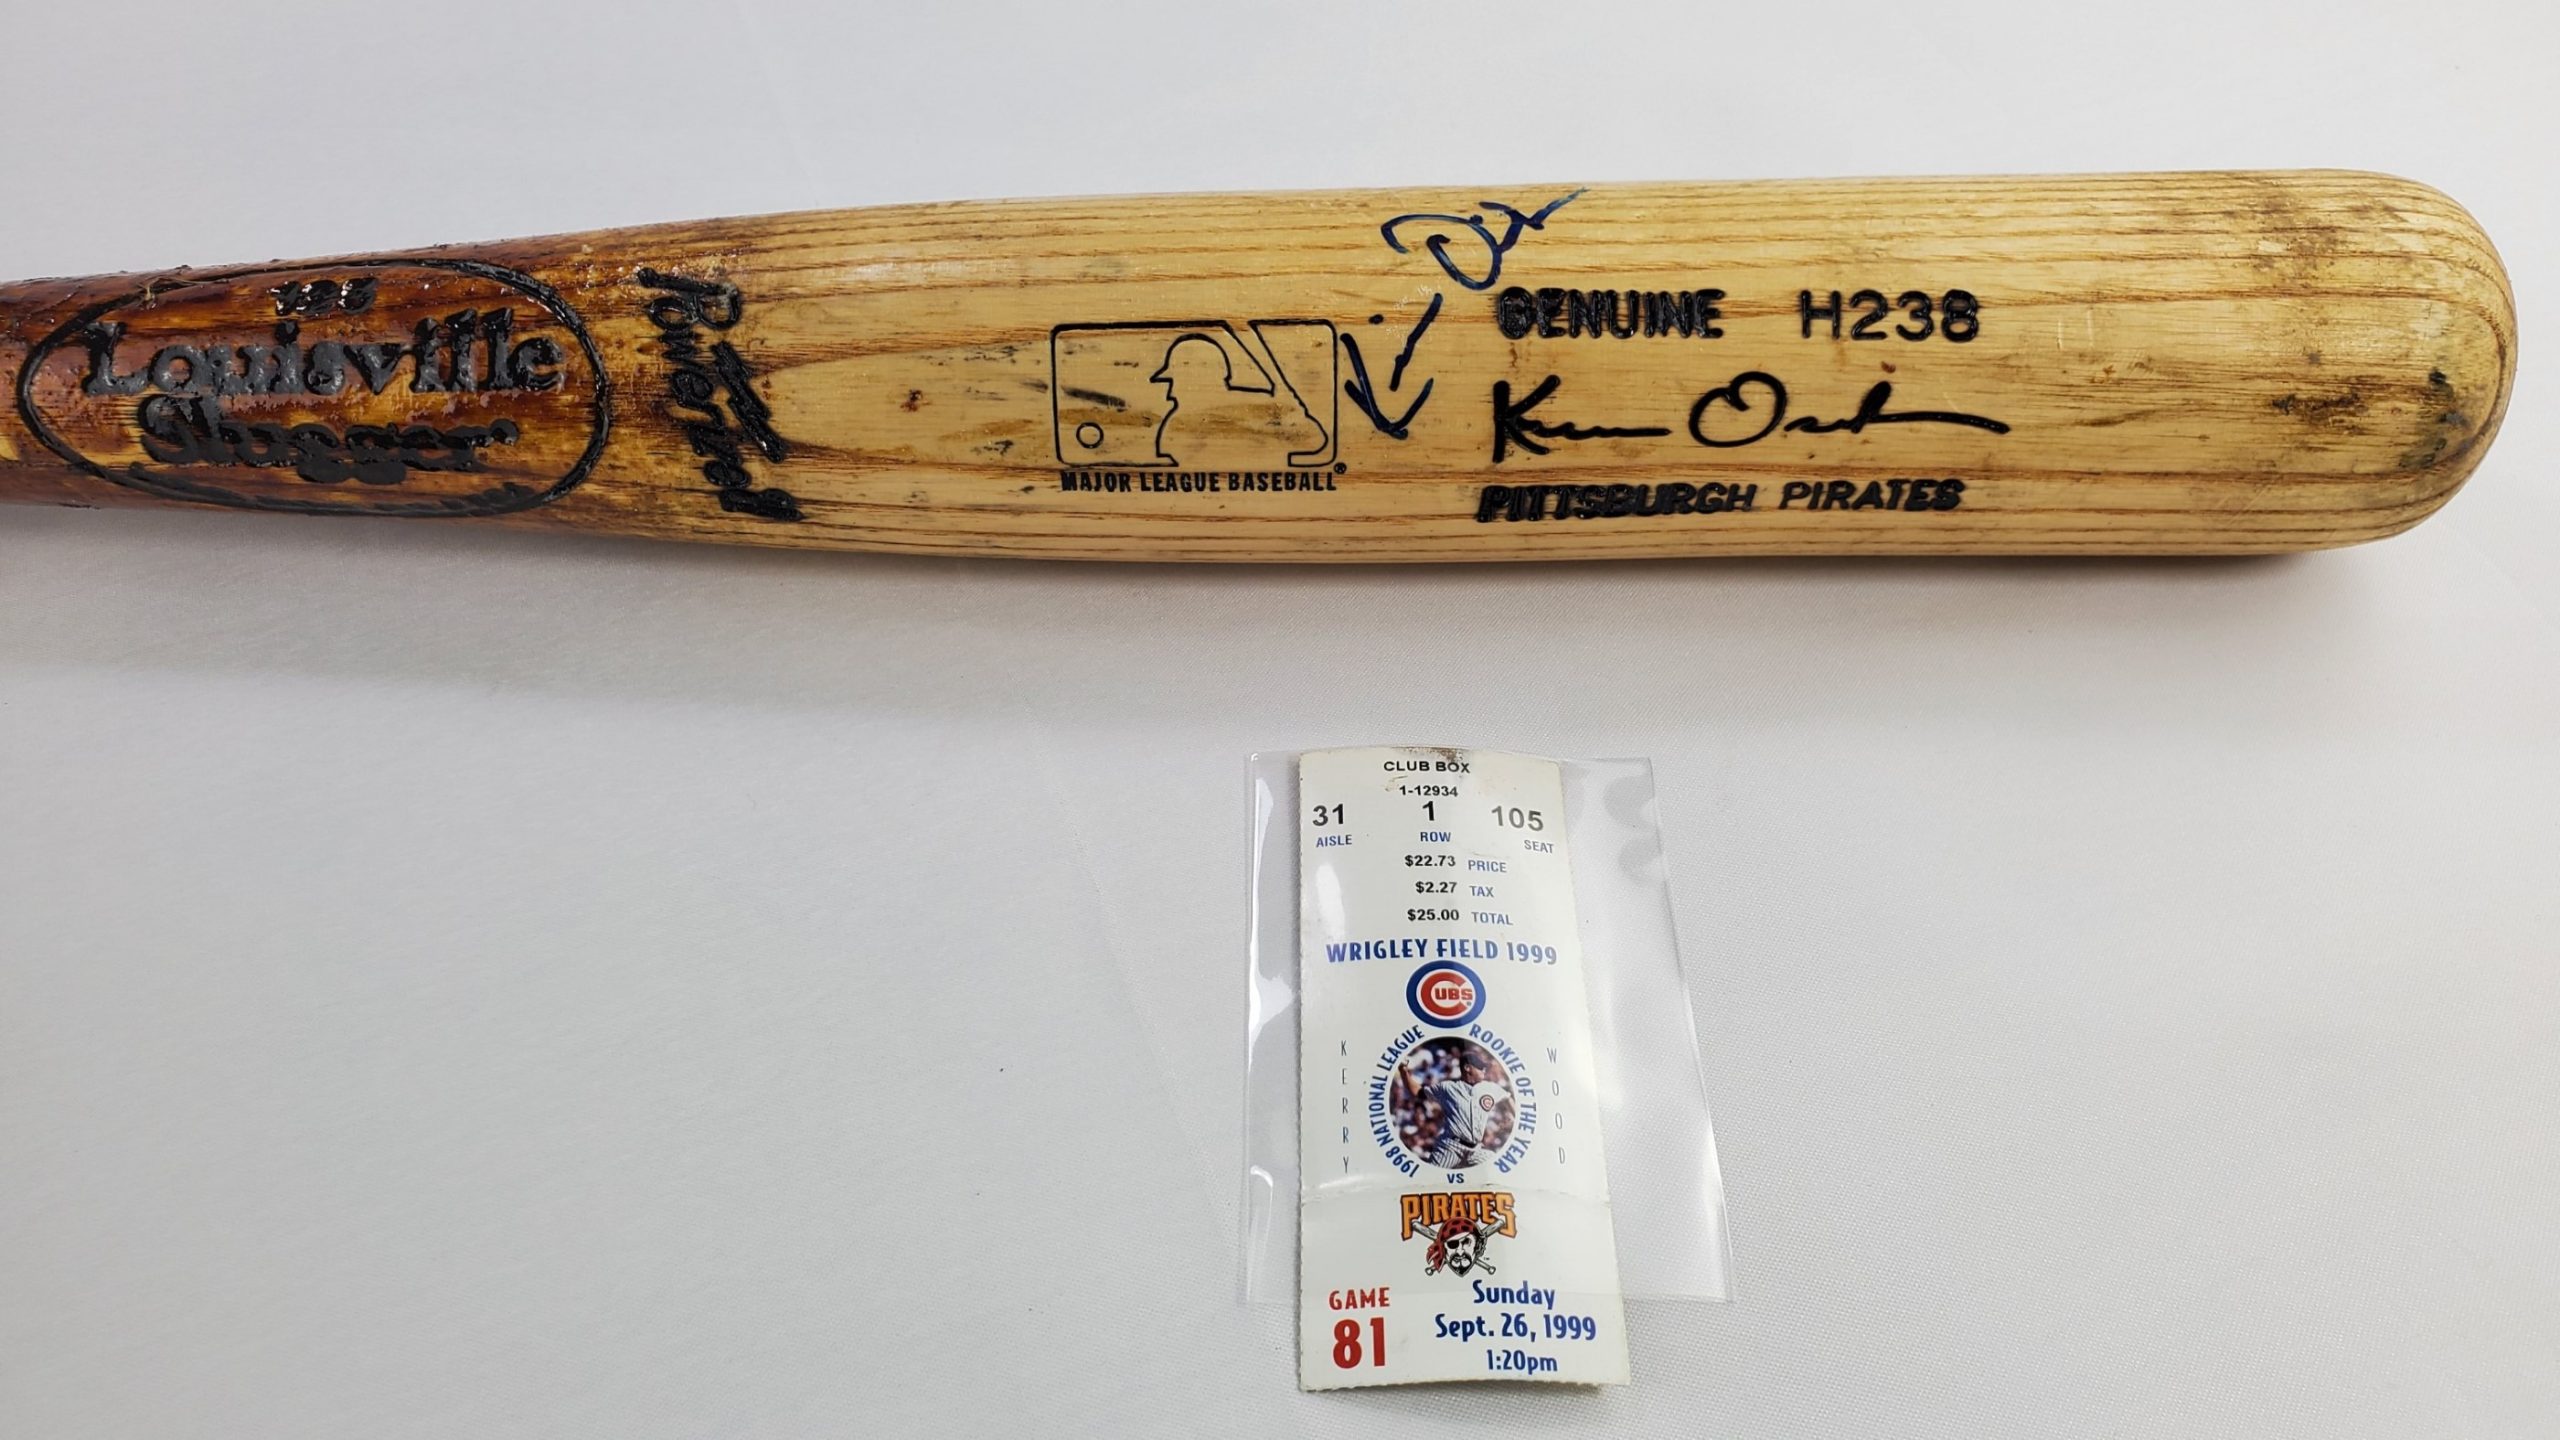 125
Louisville
Slugger
Powerized
MAJOR LEAGUE BASEBALL®
GENUINE H238
PITTSBURGH PIRATES
CLUB BOX
1-12934
31 1 105
AISLE ROW SEAT
$22.73 PRICE
$2.27 TAX
$25.00 TOTAL
WRIGLEY FIELD 1999
CUBS
KERRY WOOD
1998 NATIONAL LEAGUE ROOKIE OF THE YEAR
VS
PIRATES
GAME
81
Sunday
Sept. 26, 1999
1:20pm